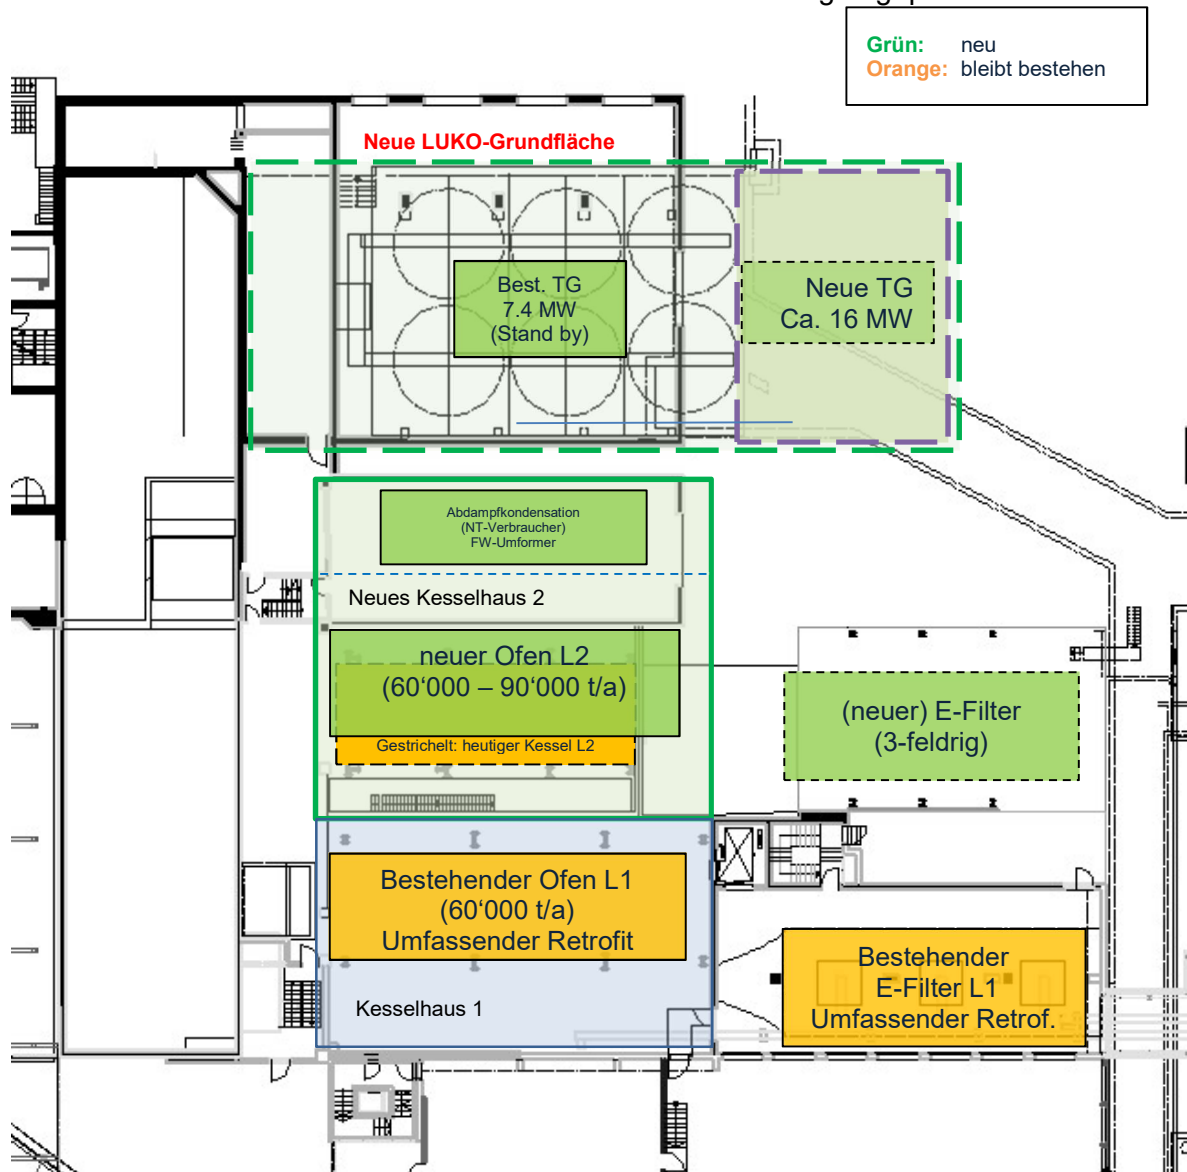 Grün: neu
Orange: bleibt bestehen
Neue LUKO-Grundfläche
Best. TG
7.4 MW
(Stand by)
Neue TG
Ca. 16 MW
Abdampfkondensation
(NT-Verbraucher)
FW-Umformer
Neues Kesselhaus 2
neuer Ofen L2
(60‘000 – 90‘000 t/a)
Gestrichelt: heutiger Kessel L2
(neuer) E-Filter
(3-feldrig)
Bestehender Ofen L1
(60‘000 t/a)
Umfassender Retrofit
Kesselhaus 1
Bestehender
E-Filter L1
Umfassender Retrof.